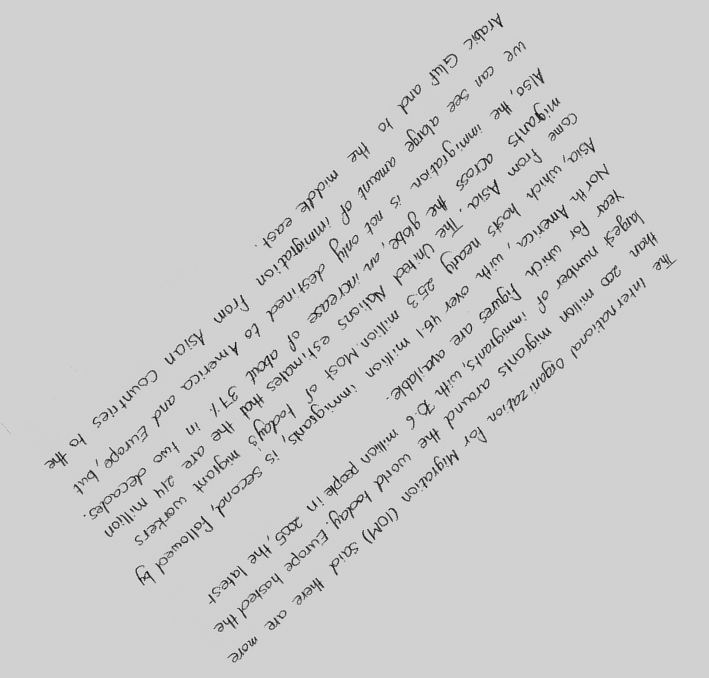 The international Organization for Migration (IOM) said there are more
than 200 million migrants around the world today. Europe hosted the
largest number of immigrants, with 70.6 million people in 2005, the latest
Year for which figures are available.
North America, with over 45.1 million immigrants, is second, followed by
Asia, which hosts nearly 25.3 million. Most of today's migrant workers
come from Asia. The United Nations estimates that the are 214 million
migrants across the globe, an increase of about 37% in two decades.
Also, the immigration is not only destined to America and Europe, but
we can see alarge amount of immigration from Asian countries to the
Arabic Gluf and to the middle east.